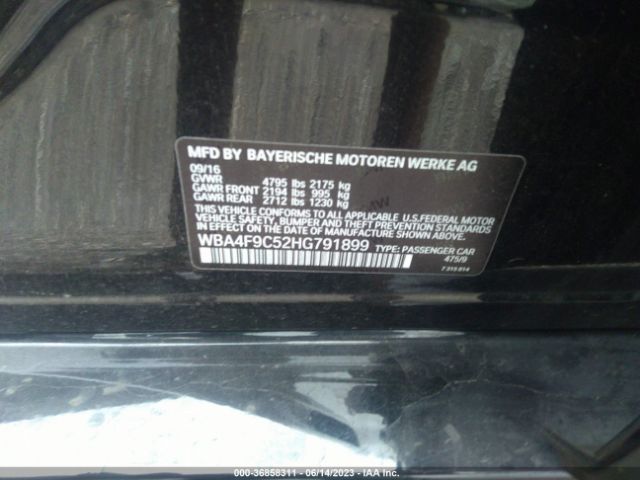 MFD BY BAYERISCHE MOTOREN WERKE AG
09/16
GVWR 4795 lbs 2175 kg
GAWR FRONT 2194 lbs 995 kg
GAWR REAR 2712 lbs 1230 kg
THIS VEHICLE CONFORMS TO ALL APPLICABLE U.S.FEDERAL MOTOR
VEHICLE SAFETY, BUMPER, AND THEFT PREVENTION
STANDARDS IN EFFECT ON THE DATE OF MANUFACTURE SHOWN ABOVE.
WBA4F9C52HG791899 TYPE: PASSENGER CAR
475/9
7 315 814
000-36858311 - 06/14/2023 - IAA Inc.